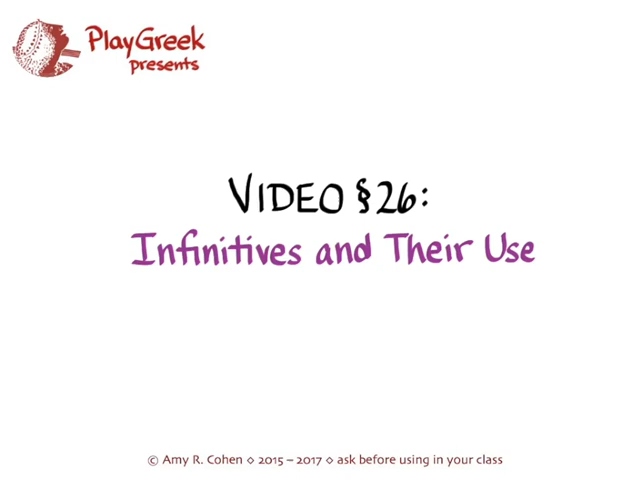 PlayGreek
presents
VIDEO §26:
Infinitives and Their Use
© Amy R. Cohen ◇ 2015 – 2017 ◇ ask before using in your class